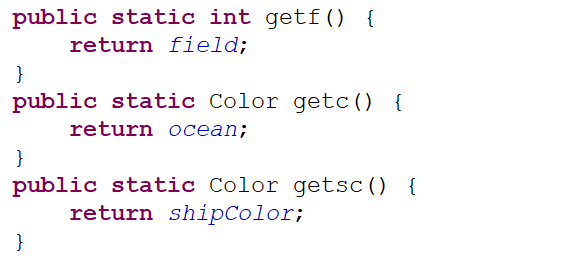 public static int getf() {
    return field;
}
public static Color getc() {
    return ocean;
}
public static Color getsc() {
    return shipColor;
}